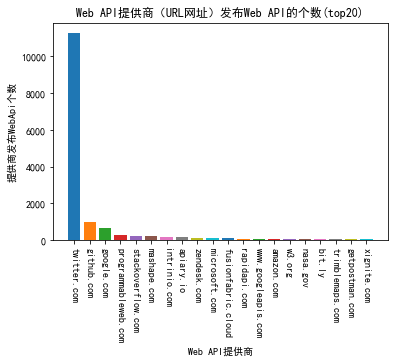 Web API提供商（URL网址）发布Web API的个数(top20)
提供商发布WebApi个数
10000
8000
6000
4000
2000
0
twitter.com
github.com
google.com
programmableweb.com
stackoverflow.com
mashape.com
intrinio.com
apiary.io
zendesk.com
microsoft.com
fusionfabric.cloud
rapidapi.com
www.googleapis.com
amazon.com
w3.org
nasa.gov
bit.ly
trimblemaps.com
getpostman.com
xignite.com
Web API提供商